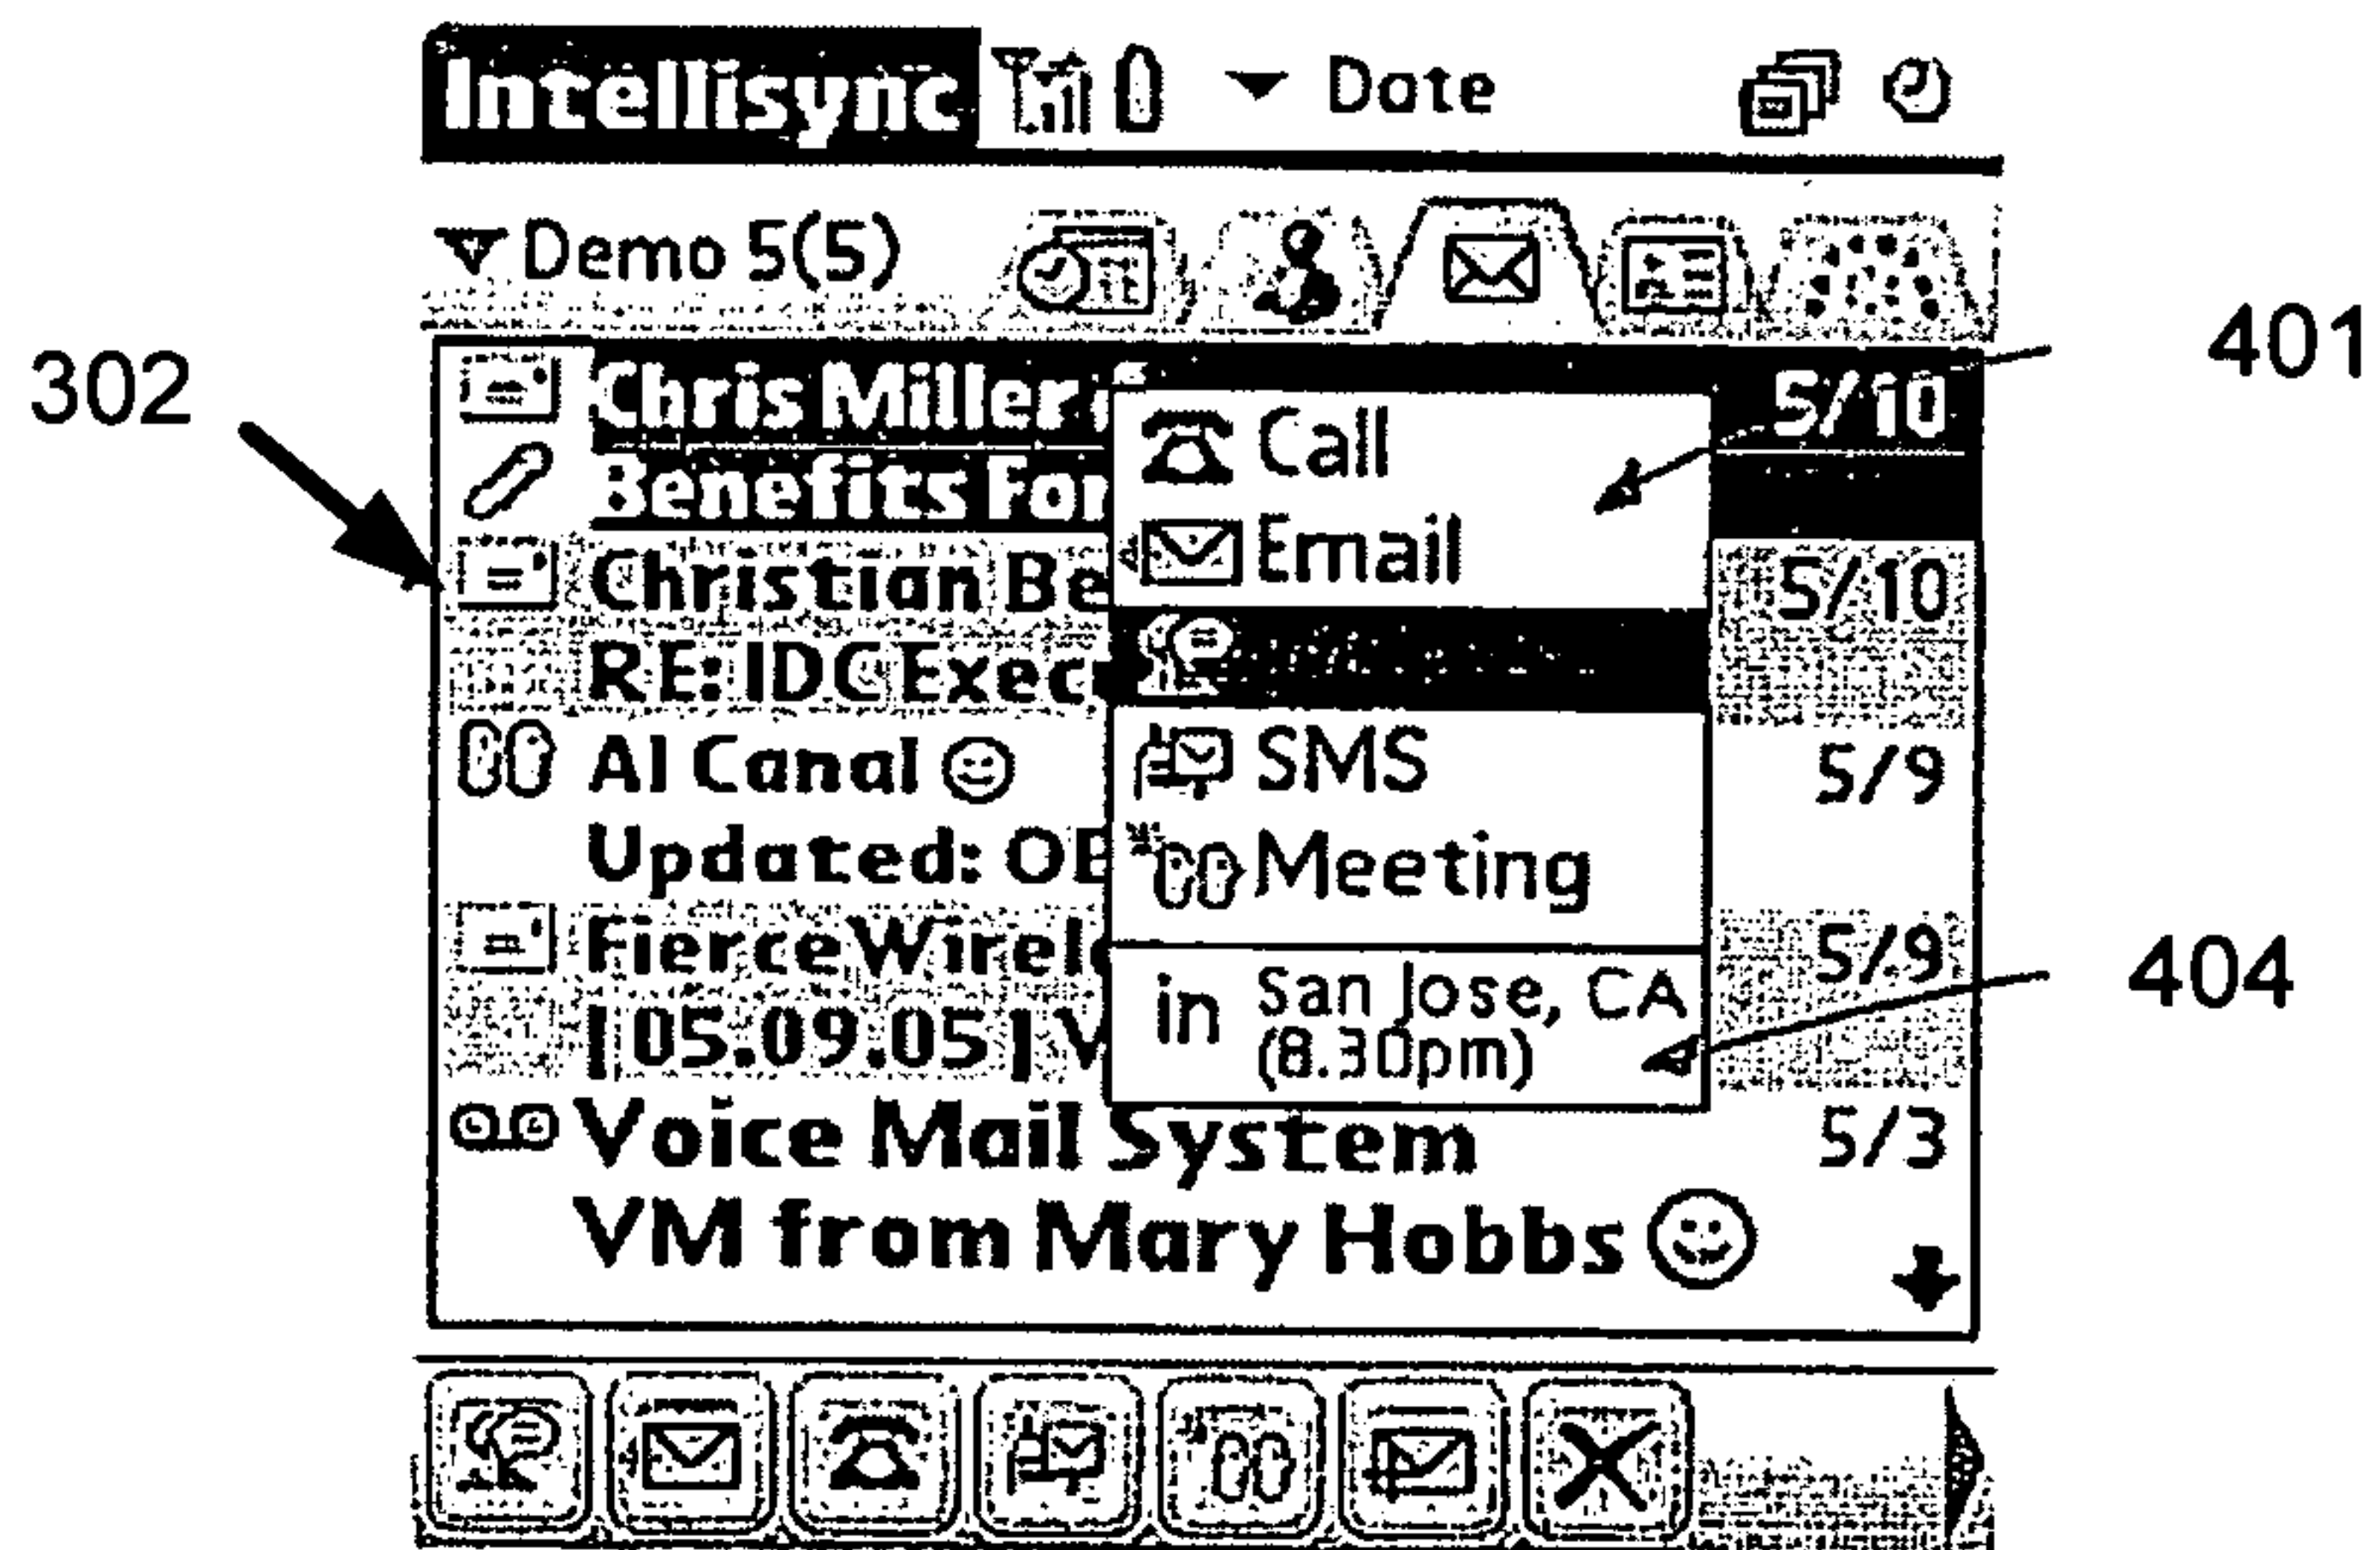 Intellisync Date
Demo 5(5)
401
302
Chris Miller 5/10
Call
Benefits For
Email
Christian Be 5/10
RE: IDC Exec
Al Canal 5/9
SMS
Updated: OE
Meeting
FierceWirele 5/9
in San Jose, CA
404
[05.09.05] V
(8.30pm)
Voice Mail System 5/3
VM from Mary Hobbs